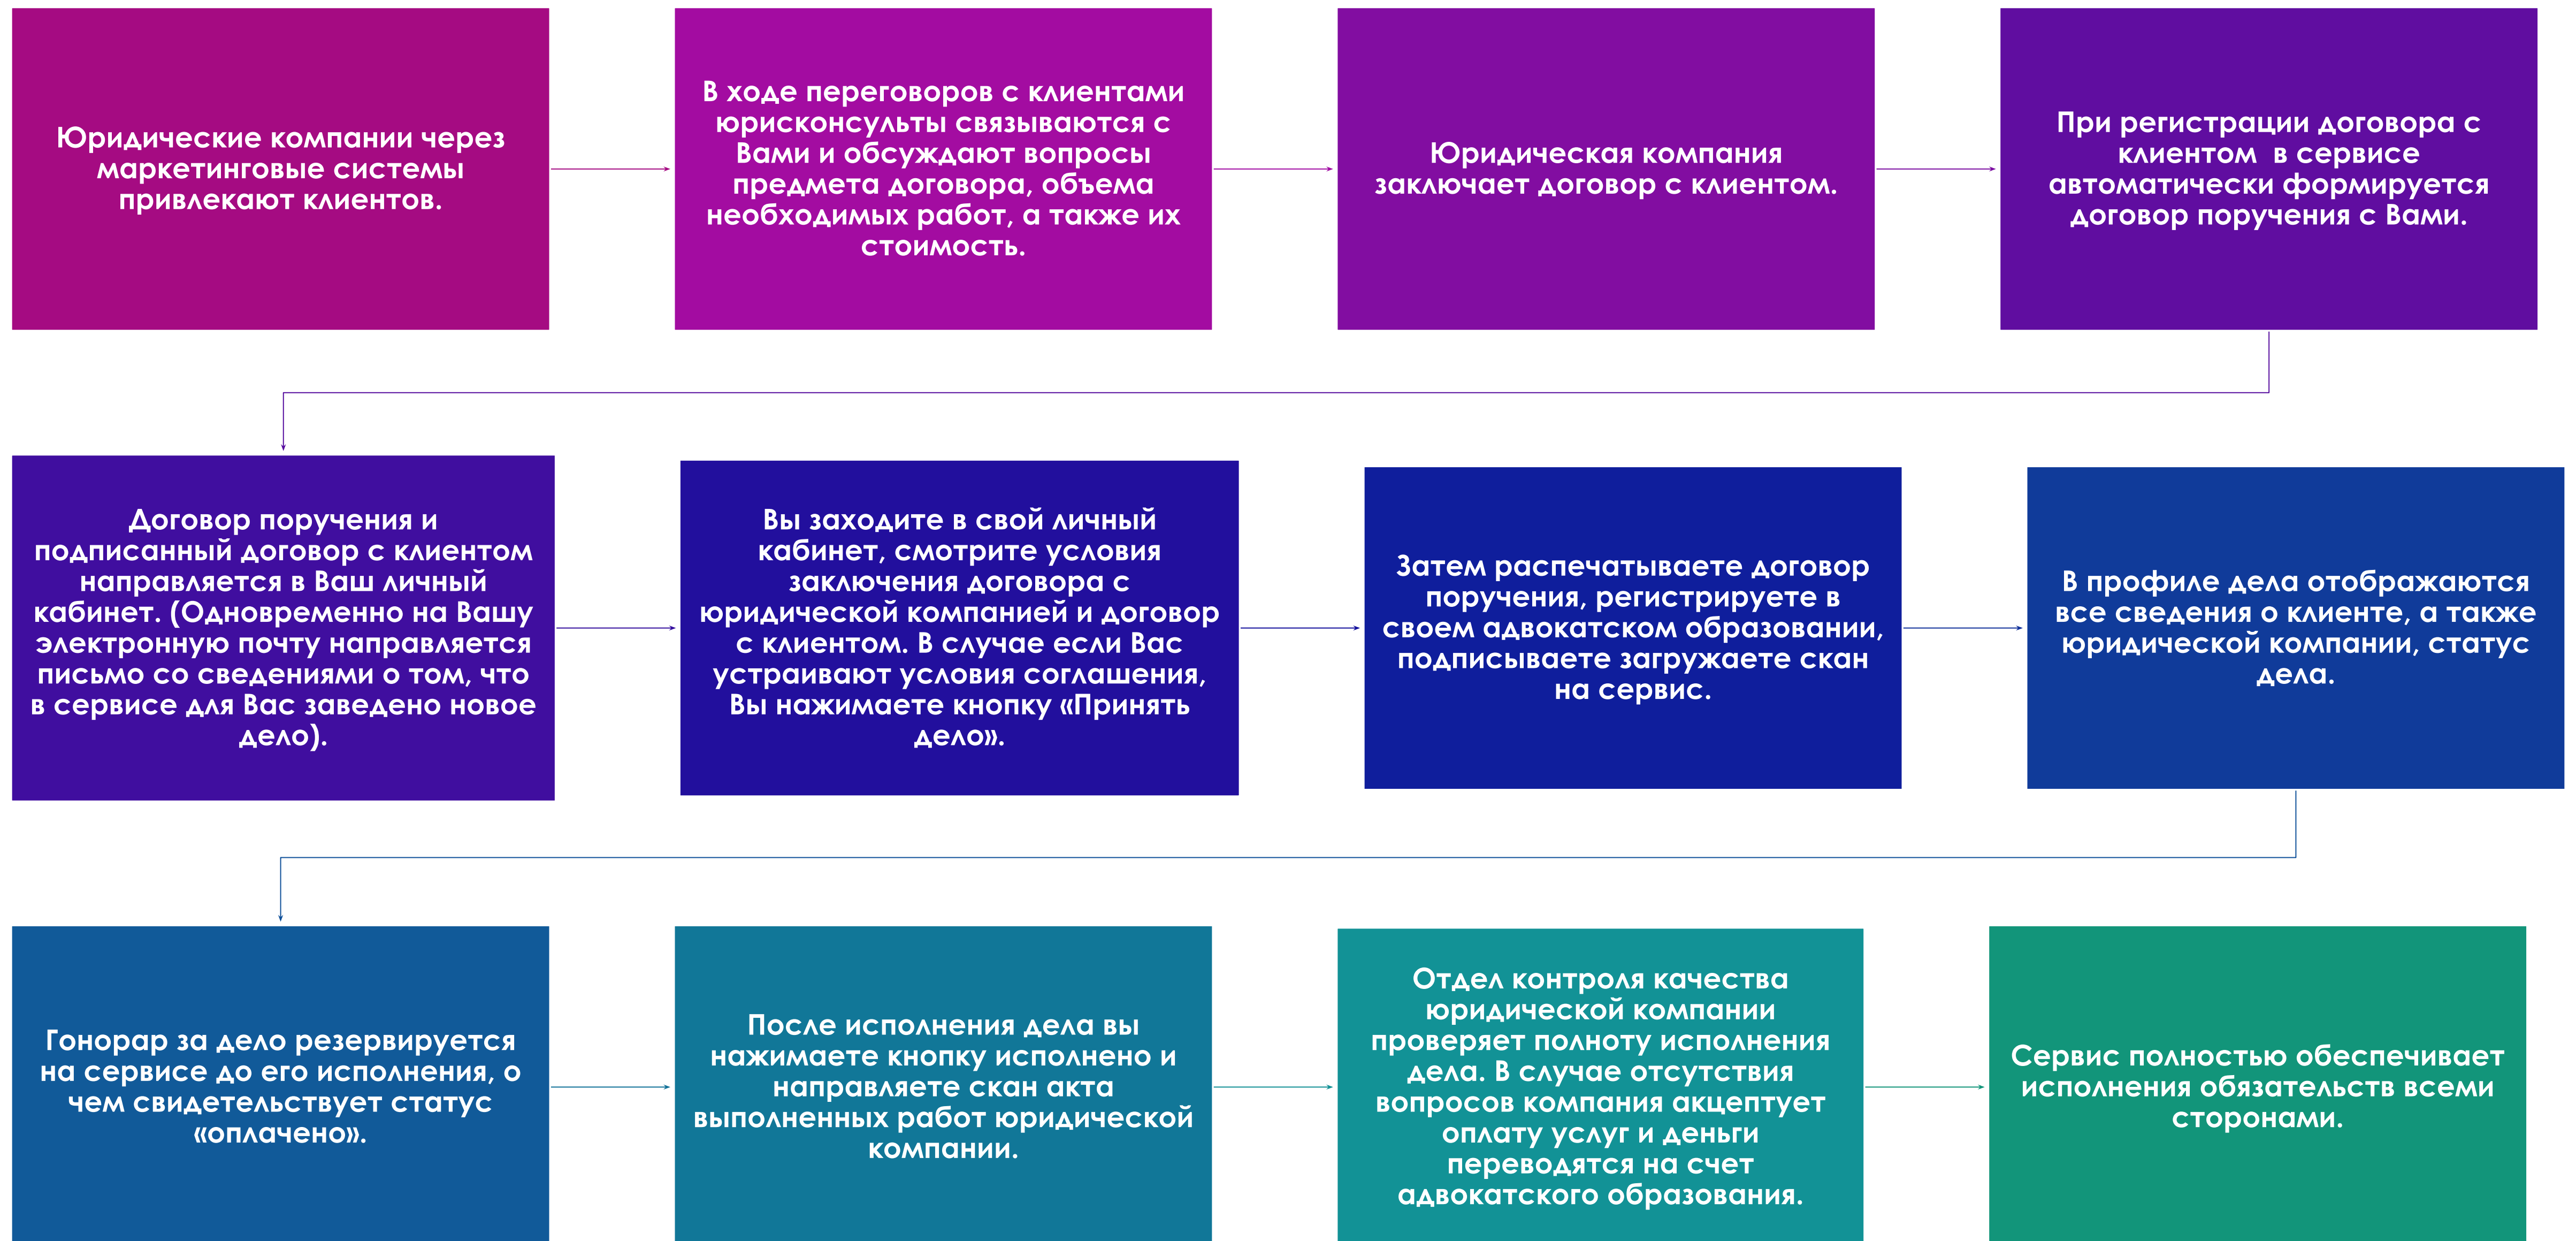 Юридические компании через
маркетинговые системы
привлекают клиентов.
В ходе переговоров с клиентами
юрисконсульты связываются с
Вами и обсуждают вопросы
предмета договора, объема
необходимых работ, а также их
стоимость.
Юридическая компания
заключает договор с клиентом.
При регистрации договора с
клиентом  в сервисе
автоматически формируется
договор поручения с Вами.
Договор поручения и
подписанный договор с клиентом
направляется в Ваш личный
кабинет. (Одновременно на Вашу
электронную почту направляется
письмо со сведениями о том, что
в сервисе для Вас заведено новое
дело).
Вы заходите в свой личный
кабинет, смотрите условия
заключения договора с
юридической компанией и договор
с клиентом. В случае если Вас
устраивают условия соглашения,
Вы нажимаете кнопку «Принять
дело».
Затем распечатываете договор
поручения, регистрируете в
своем адвокатском образовании,
подписываете загружаете скан
на сервис.
В профиле дела отображаются
все сведения о клиенте, а также
юридической компании, статус
дела.
Гонорар за дело резервируется
на сервисе до его исполнения, о
чем свидетельствует статус
«оплачено».
После исполнения дела вы
нажимаете кнопку исполнено и
направляете скан акта
выполненных работ юридической
компании.
Отдел контроля качества
юридической компании
проверяет полноту исполнения
дела. В случае отсутствия
вопросов компания акцептует
оплату услуг и деньги
переводятся на счет
адвокатского образования.
Сервис полностью обеспечивает
исполнения обязательств всеми
сторонами.